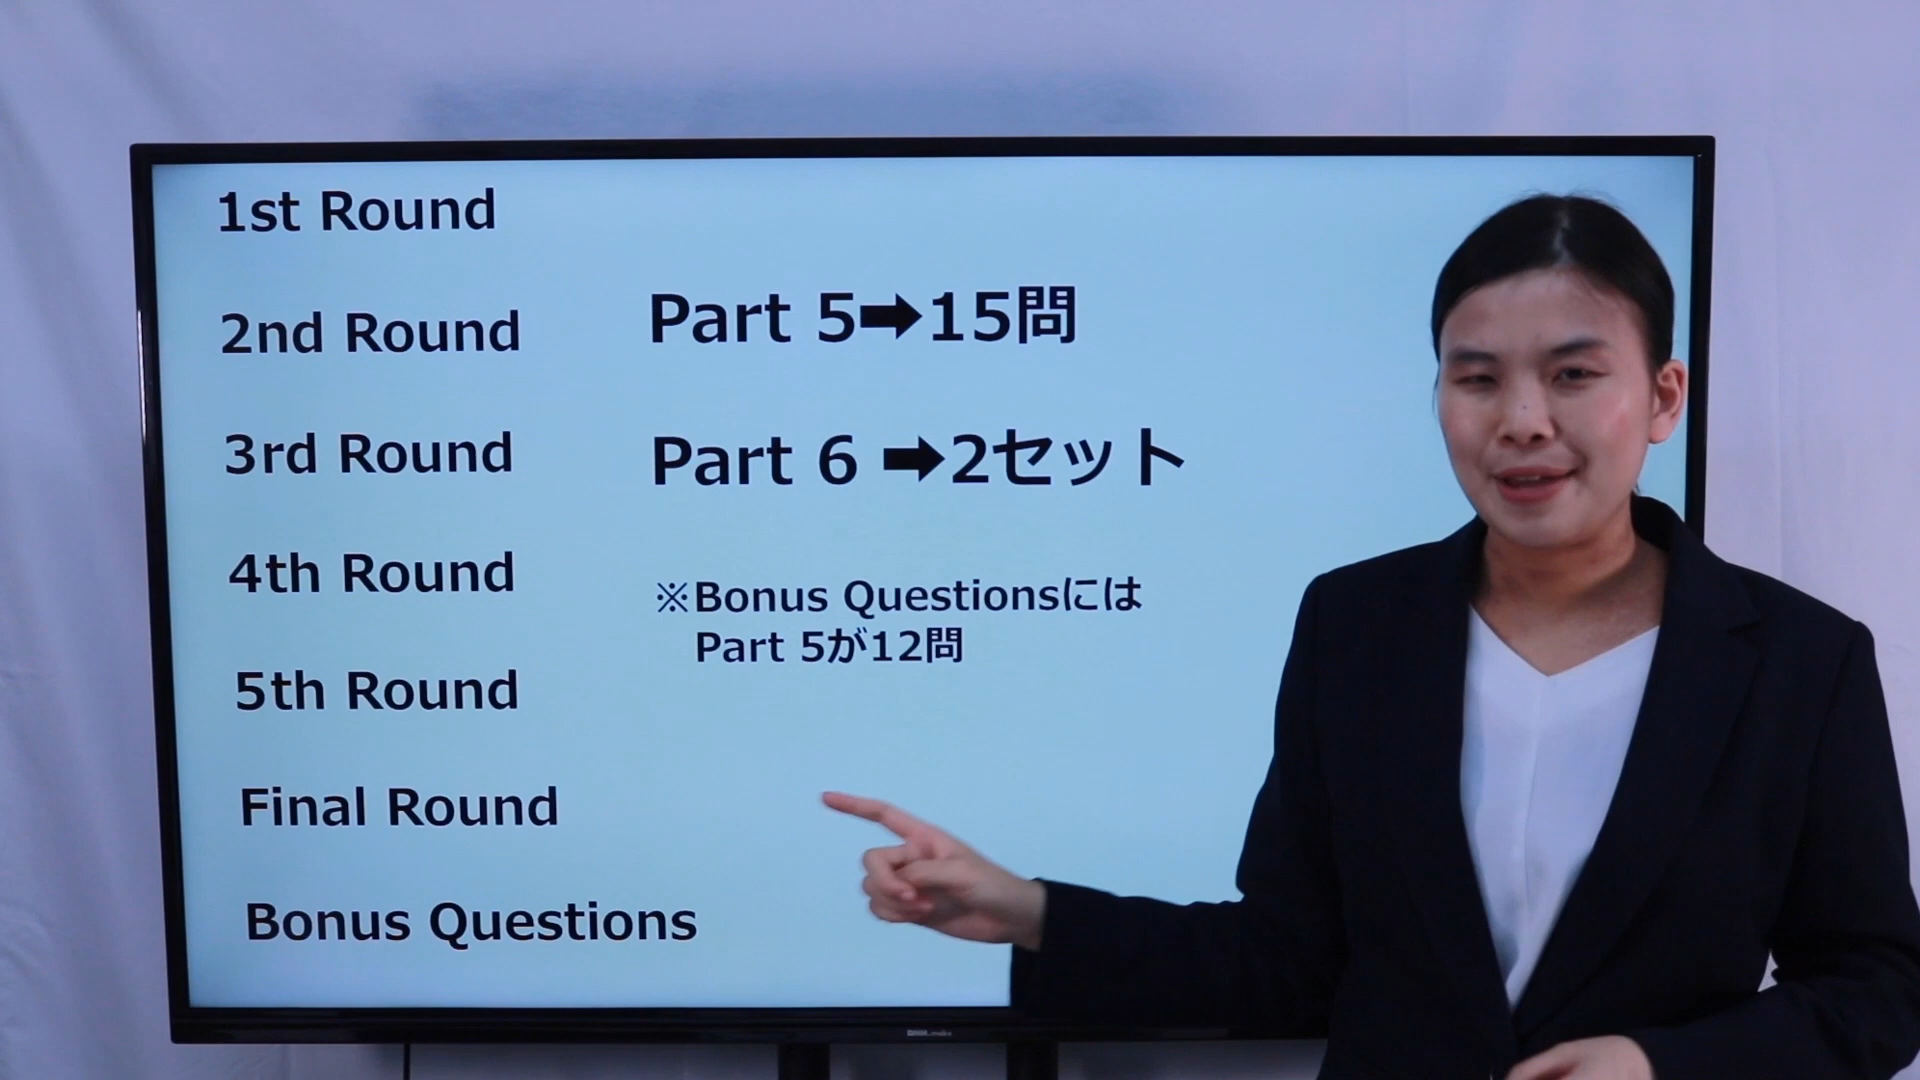 1st Round
2nd Round
3rd Round
4th Round
5th Round
Final Round
Bonus Questions
Part 5➡15問
Part 6 ➡2セット
※Bonus Questionsには
Part 5が12問